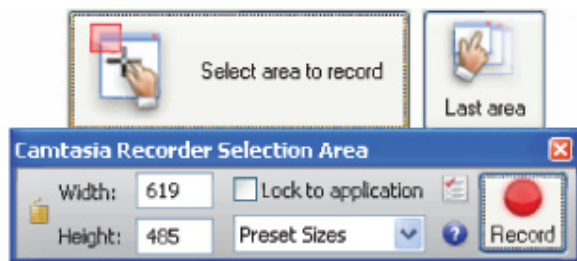 Select area to record
Last area
Camtasia Recorder Selection Area
Width: 619 Lock to application
Height: 485 Preset Sizes ? Record